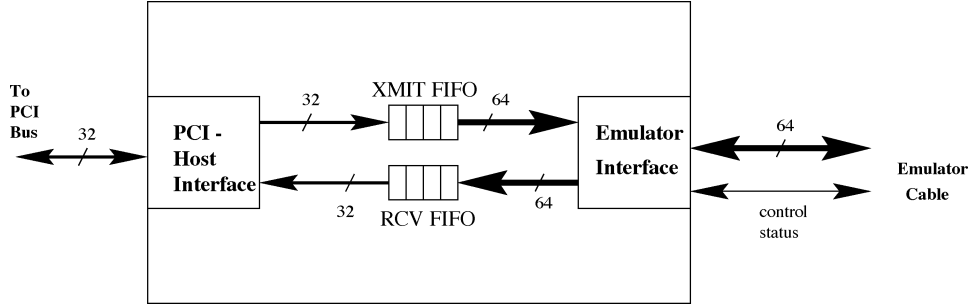 To
PCI
Bus
32
PCI -
Host
Interface
32
XMIT FIFO
64
32
RCV FIFO
64
Emulator
Interface
64
control
status
Emulator
Cable